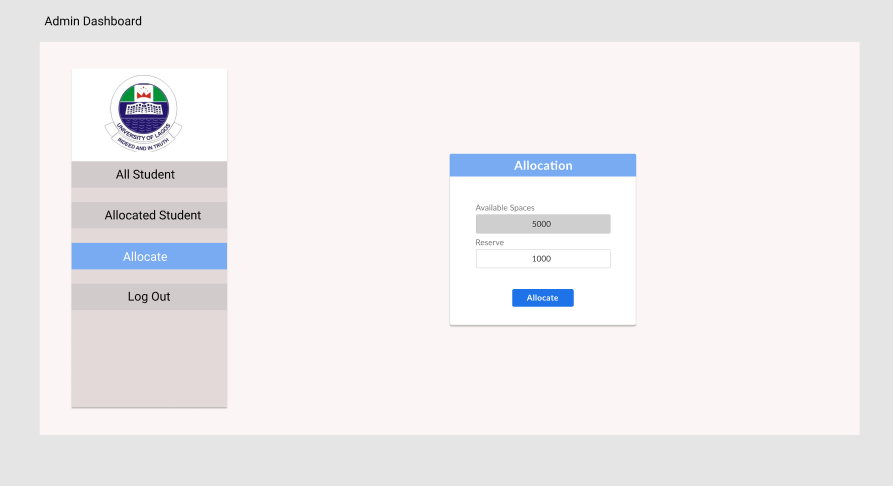 Admin Dashboard
UNIVERSITY OF LAGOS
INDEED AND IN TRUTH
All Student
Allocated Student
Allocate
Log Out
Allocation
Available Spaces
5000
Reserve
1000
Allocate